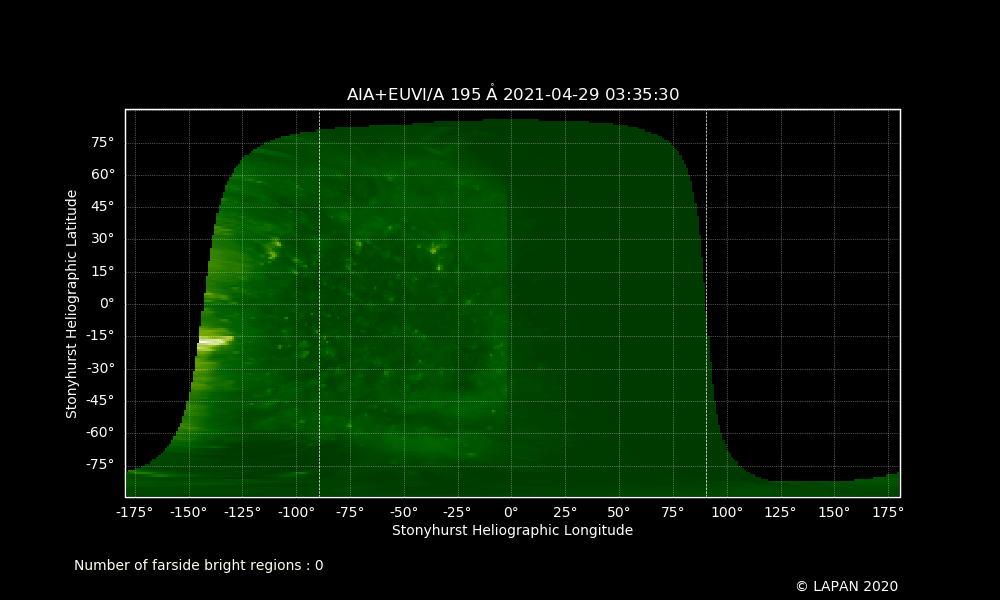 AIA+EUVI/A 195 Å 2021-04-29 03:35:30
75°
60°
45°
30°
15°
0°
-15°
-30°
-45°
-60°
-75°
Stonyhurst Heliographic Latitude
-175° -150° -125° -100° -75° -50° -25° 0° 25° 50° 75° 100° 125° 150° 175°
Stonyhurst Heliographic Longitude
Number of farside bright regions : 0
© LAPAN 2020